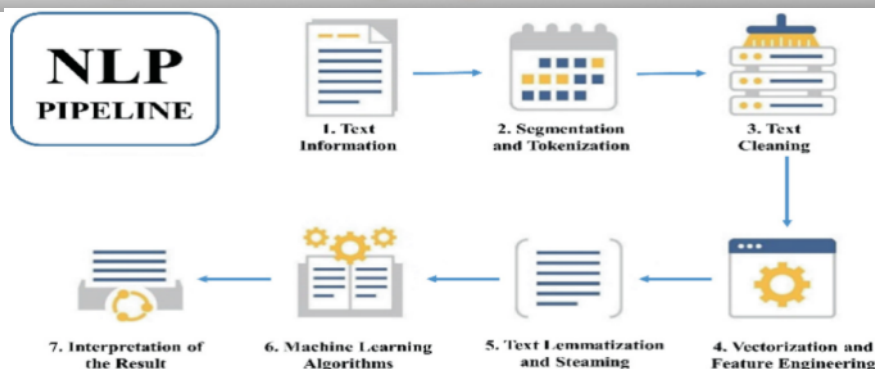 NLP
PIPELINE
1. Text
Information
2. Segmentation
and Tokenization
3. Text
Cleaning
7. Interpretation of
the Result
6. Machine Learning
Algorithms
5. Text Lemmatization
and Steaming
4. Vectorization and
Feature Engineering